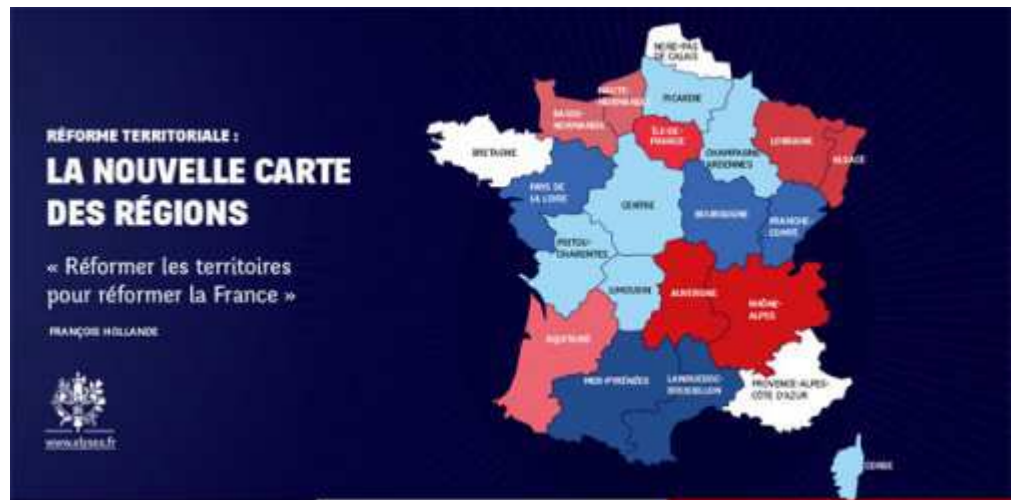 RÉFORME TERRITORIALE :
LA NOUVELLE CARTE
DES RÉGIONS
« Réformer les territoires
pour réformer la France »
FRANÇOIS HOLLANDE
www.elysee.fr
NORD-PAS
DE CALAIS
HAUTE-
NORMANDIE
PICARDIE
BASSE-
NORMANDIE
ÎLE-DE-
FRANCE
LORRAINE
ALSACE
CHAMPAGNE
ARDENNES
BRETAGNE
PAYS DE
LA LOIRE
CENTRE
BOURGOGNE
FRANCHE-
COMTÉ
POITOU-
CHARENTES
LIMOUSIN
AUVERGNE
RHÔNE-
ALPES
AQUITAINE
MIDI-PYRÉNÉES
LANGUEDOC-
ROUSSILLON
PROVENCE-ALPES-
CÔTE D'AZUR
CORSE